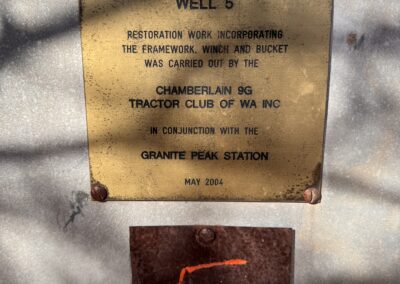 WELL 5
RESTORATION WORK INCORPORATING
THE FRAMEWORK, WINCH AND BUCKET
WAS CARRIED OUT BY THE
CHAMBERLAIN 9G
TRACTOR CLUB OF WA INC
IN CONJUNCTION WITH THE
GRANITE PEAK STATION
MAY 2004